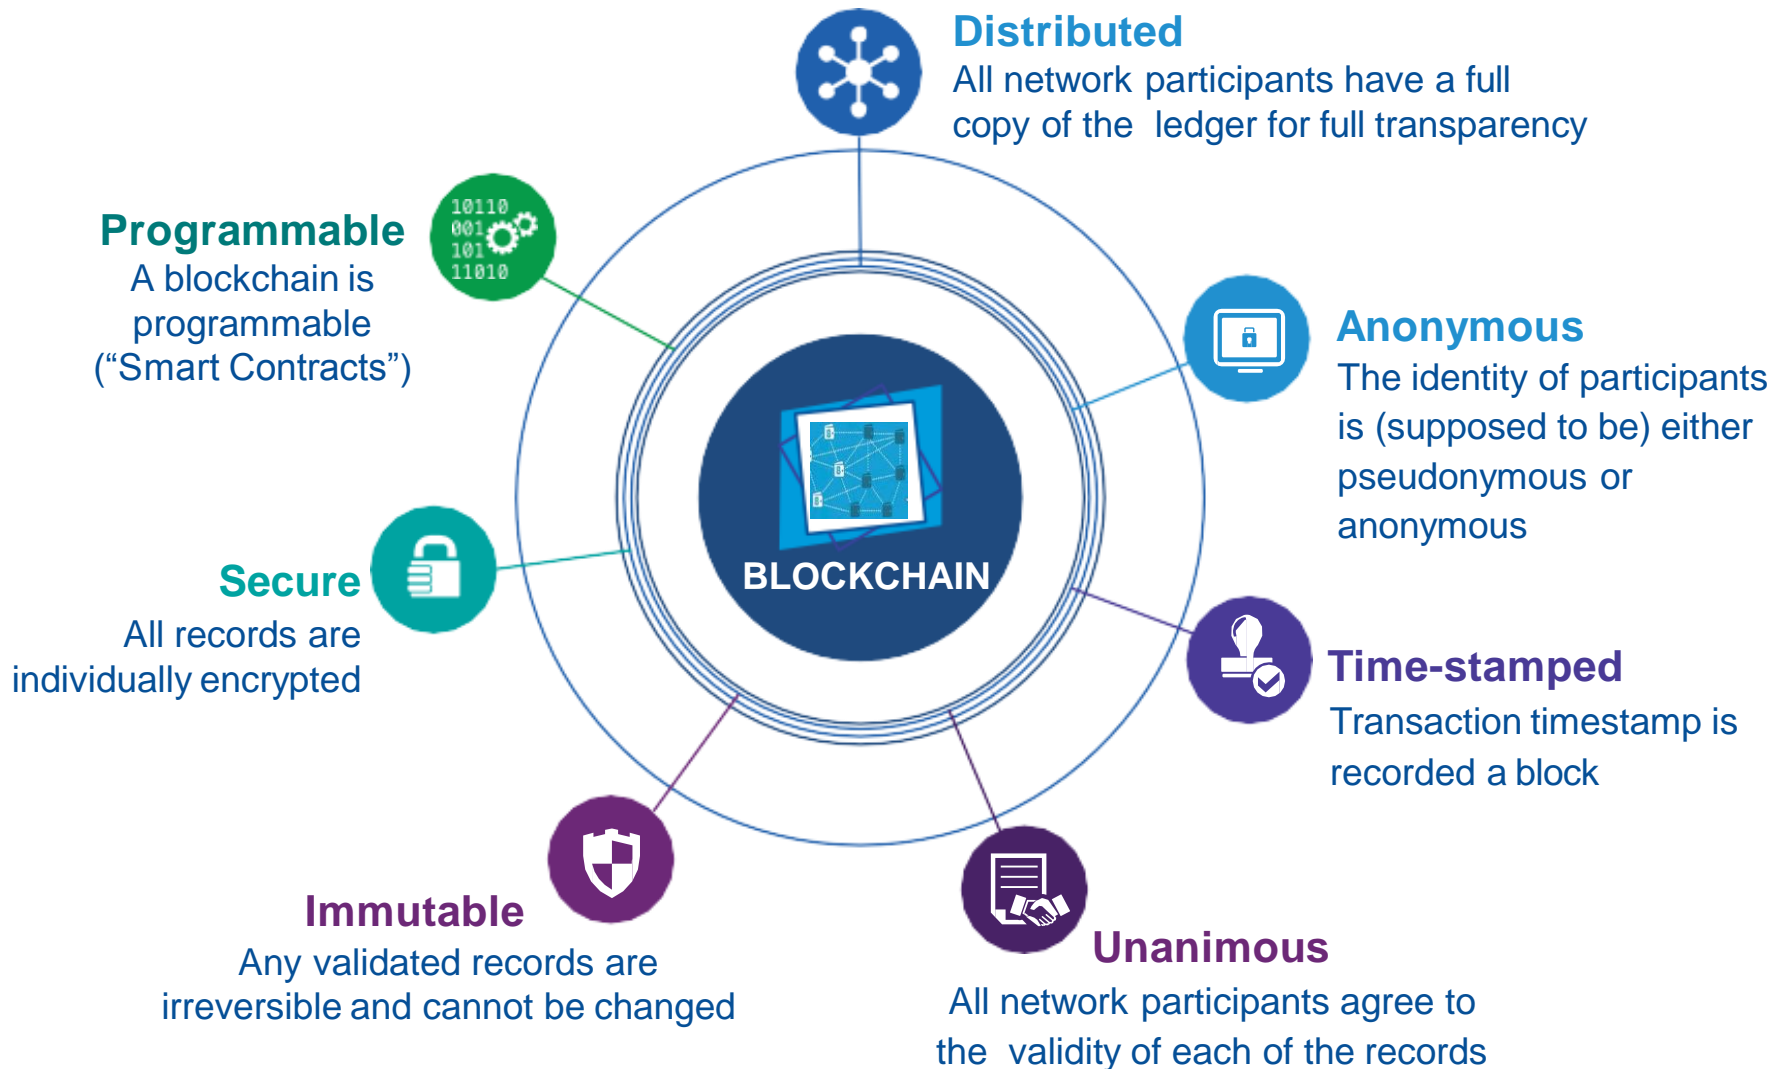 Distributed
All network participants have a full
copy of the ledger for full transparency
Programmable
A blockchain is
programmable
(“Smart Contracts”)
10110
001
101
11010
Anonymous
The identity of participants
is (supposed to be) either
pseudonymous or
anonymous
BLOCKCHAIN
Secure
All records are
individually encrypted
Time-stamped
Transaction timestamp is
recorded a block
Immutable
Any validated records are
irreversible and cannot be changed
Unanimous
All network participants agree to
the validity of each of the records